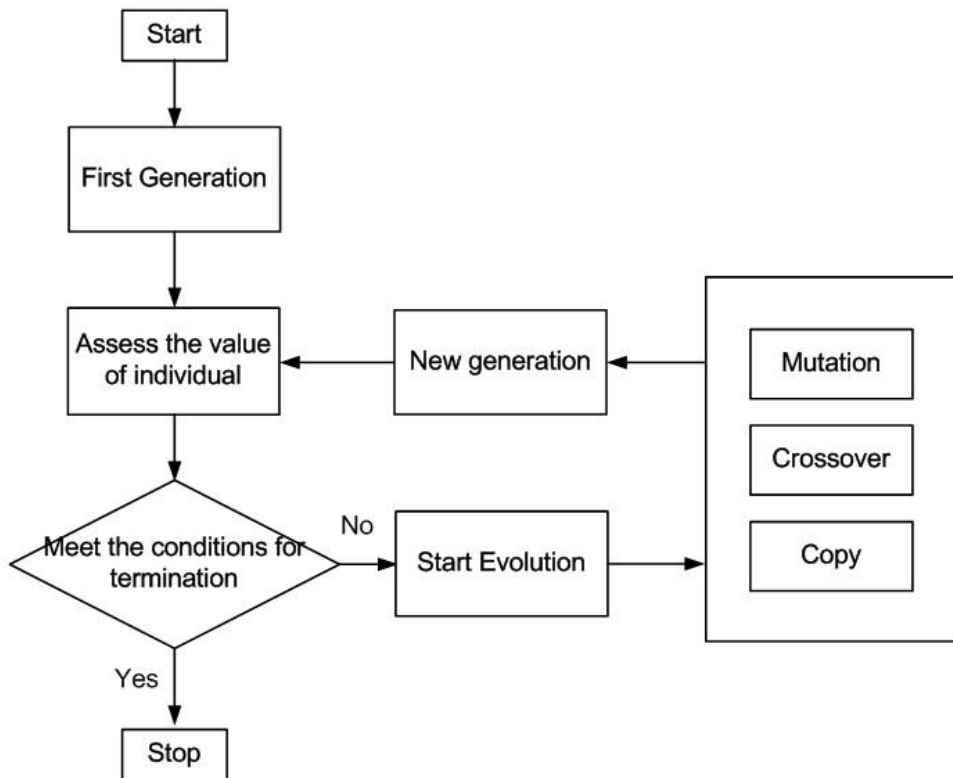 Start
First Generation
Assess the value
of individual
New generation
Mutation
Crossover
Copy
Meet the conditions for
termination
No
Start Evolution
Yes
Stop